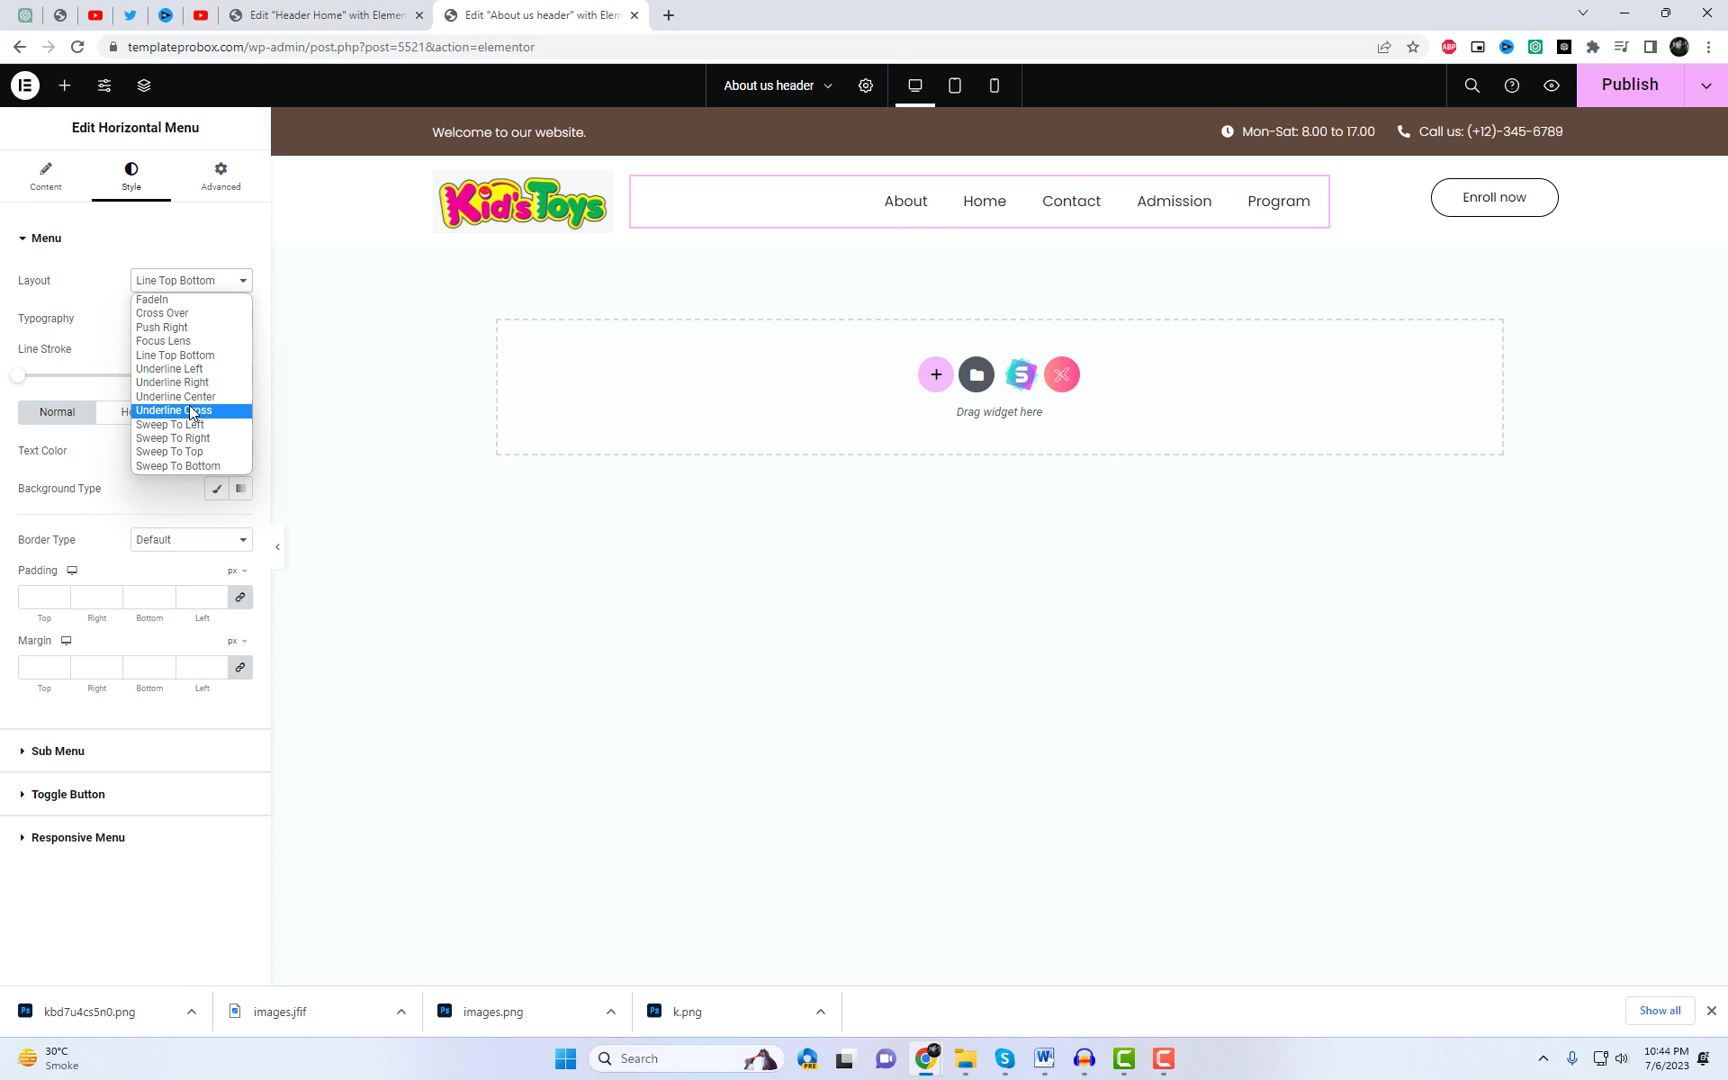 Edit "Header Home" with Elemen
Edit "About us header" with Elem
templateprobox.com/wp-admin/post.php?post=5521&action=elementor
ABP
About us header
Publish
Edit Horizontal Menu
Content
Style
Advanced
Menu
Layout
Line Top Bottom
FadeIn
Cross Over
Push Right
Focus Lens
Line Top Bottom
Underline Left
Underline Right
Underline Center
Underline Cross
Sweep To Left
Sweep To Right
Sweep To Top
Sweep To Bottom
Typography
Line Stroke
Normal
Text Color
Background Type
Border Type
Default
Padding
px
Top
Right
Bottom
Left
Margin
px
Top
Right
Bottom
Left
Sub Menu
Toggle Button
Responsive Menu
Welcome to our website.
Mon-Sat: 8.00 to 17.00
Call us: (+12)-345-6789
Kid's Toys
About
Home
Contact
Admission
Program
Enroll now
Drag widget here
kbd7u4cs5n0.png
images.jfif
images.png
k.png
Show all
30°C
Smoke
Search
PRE
10:44 PM
7/6/2023